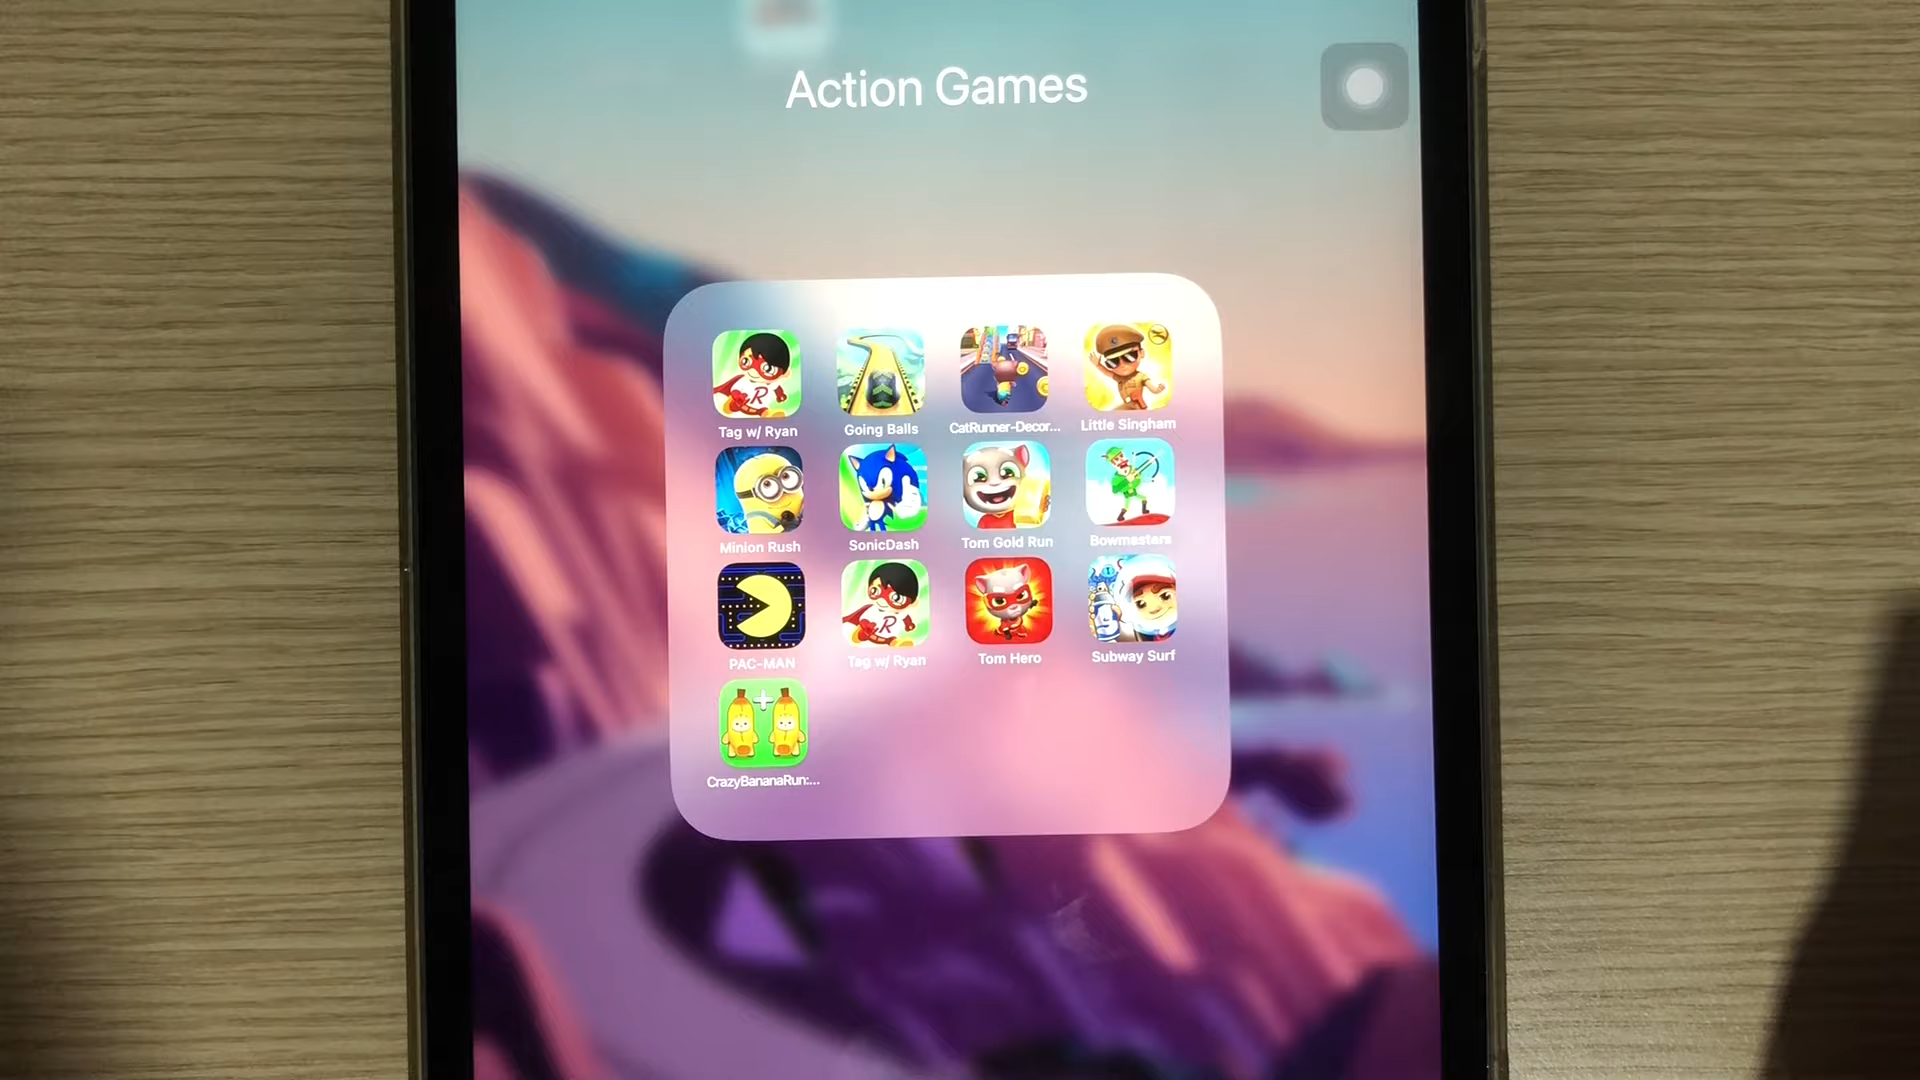 Action Games
Tag w/ Ryan
Going Balls
CatRunner-Decor...
Little Singham
Minion Rush
SonicDash
Tom Gold Run
Bowmasters
PAC-MAN
Tag w/ Ryan
Tom Hero
Subway Surf
CrazyBananaRun:...